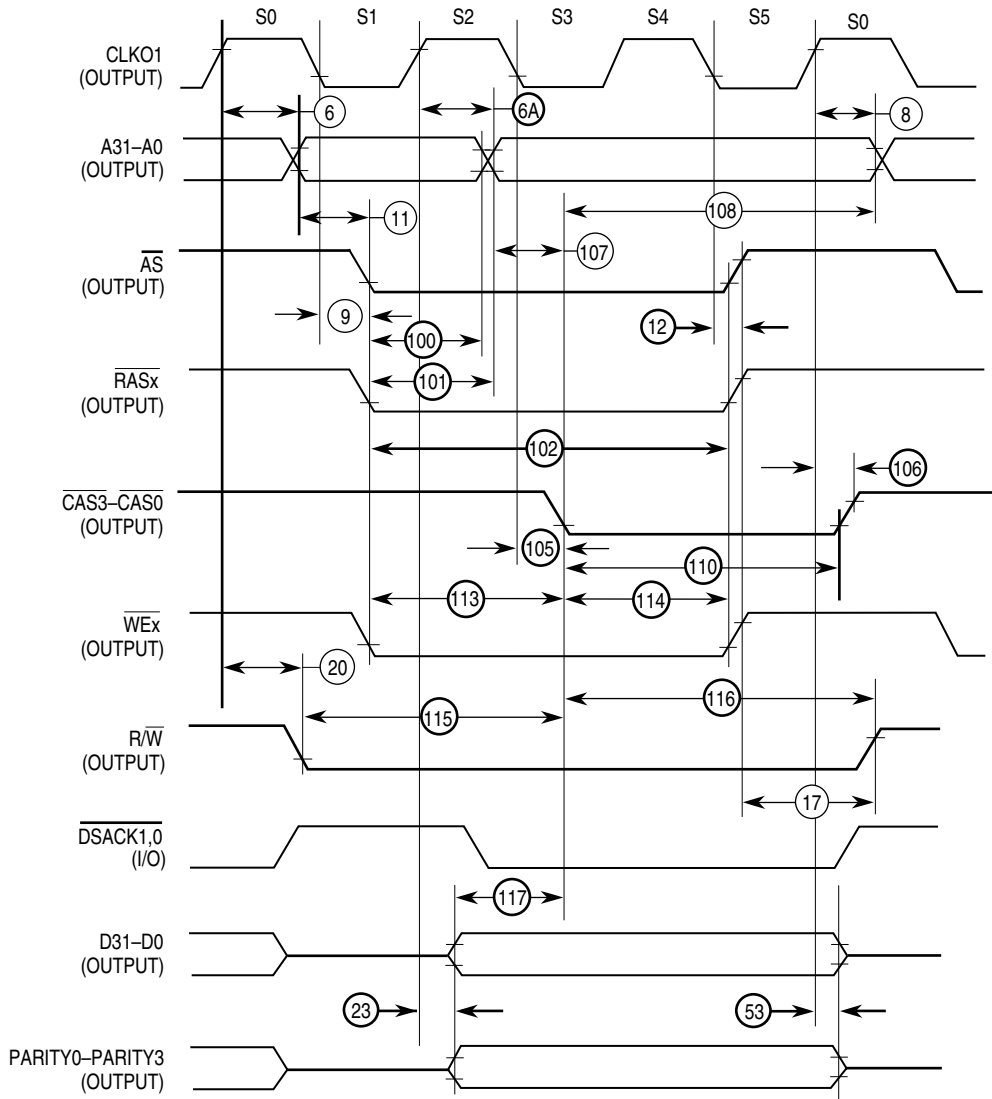 S0 S1 S2 S3 S4 S5 S0
CLKO1
(OUTPUT)
6 6A 8
A31–A0
(OUTPUT)
11 108
107
AS
(OUTPUT)
9 12
100
RASx
(OUTPUT)
101
102
106
CAS3–CAS0
(OUTPUT)
105
110
113 114
WEx
(OUTPUT)
20
116
115
R/W
(OUTPUT)
17
DSACK1,0
(I/O)
117
D31–D0
(OUTPUT)
23 53
PARITY0–PARITY3
(OUTPUT)